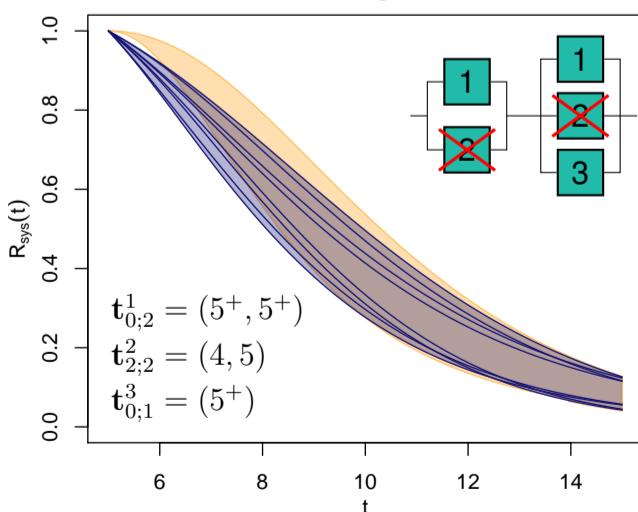 1.0
0.8
0.6
0.4
0.2
0.0
R_sys(t)
1
2
1
2
3
t^1_{0;2} = (5^+, 5^+)
t^2_{2;2} = (4, 5)
t^3_{0;1} = (5^+)
6 8 10 12 14
t